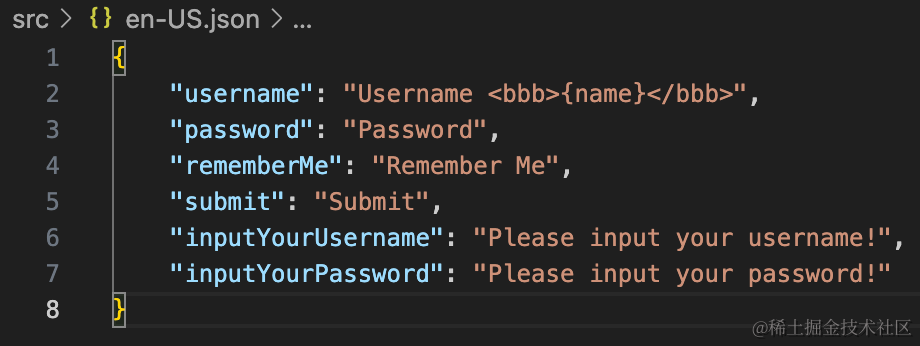 src > {} en-US.json > ...
1 {
2     "username": "Username <bbb>{name}</bbb>",
3     "password": "Password",
4     "rememberMe": "Remember Me",
5     "submit": "Submit",
6     "inputYourUsername": "Please input your username!",
7     "inputYourPassword": "Please input your password!"
8 }
@稀土掘金技术社区